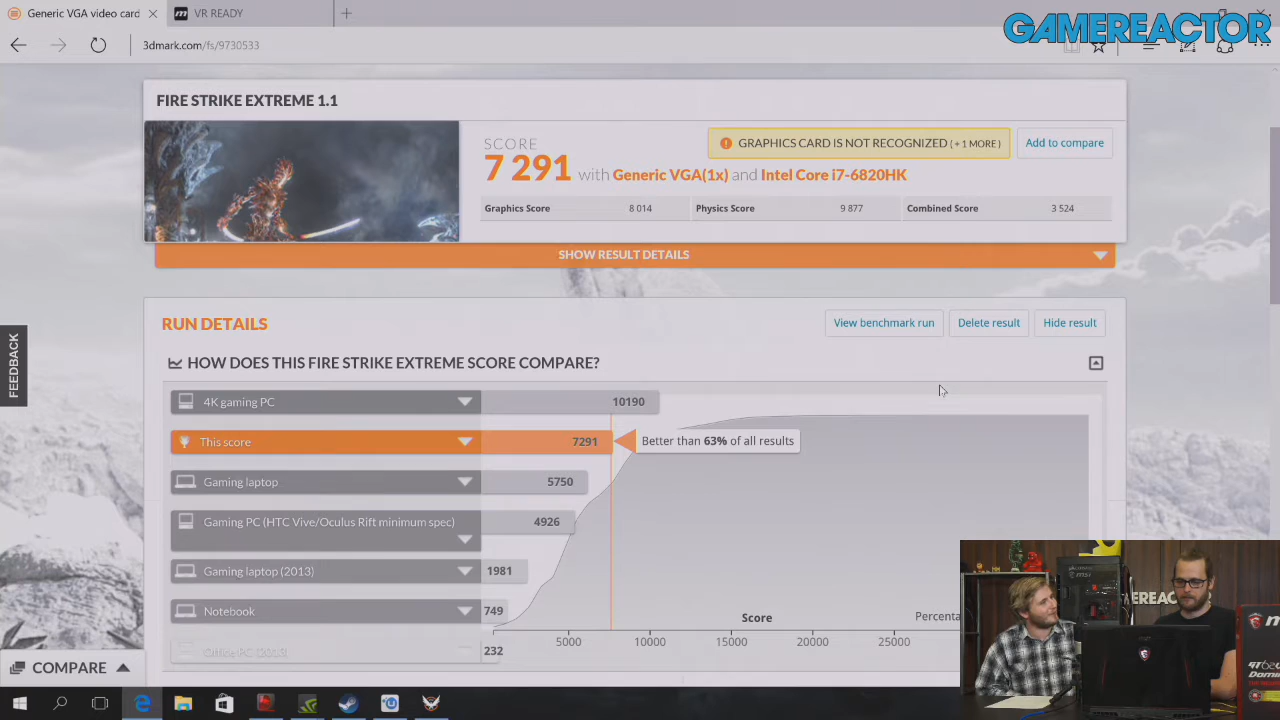 Generic VGA video card
VR READY
GAMEREACTOR
3dmark.com/fs/9730533
FIRE STRIKE EXTREME 1.1
SCORE
7 291 with Generic VGA(1x) and Intel Core i7-6820HK
GRAPHICS CARD IS NOT RECOGNIZED (+ 1 MORE)
Add to compare
Graphics Score 8 014
Physics Score 9 877
Combined Score 3 524
SHOW RESULT DETAILS
FEEDBACK
RUN DETAILS
View benchmark run
Delete result
Hide result
HOW DOES THIS FIRE STRIKE EXTREME SCORE COMPARE?
4K gaming PC 10190
This score 7291
Better than 63% of all results
Gaming laptop 5750
Gaming PC (HTC Vive/Oculus Rift minimum spec) 4926
Gaming laptop (2013) 1981
Notebook 749
Office PC (2013) 232
Score
5000 10000 15000 20000 25000
COMPARE
msi